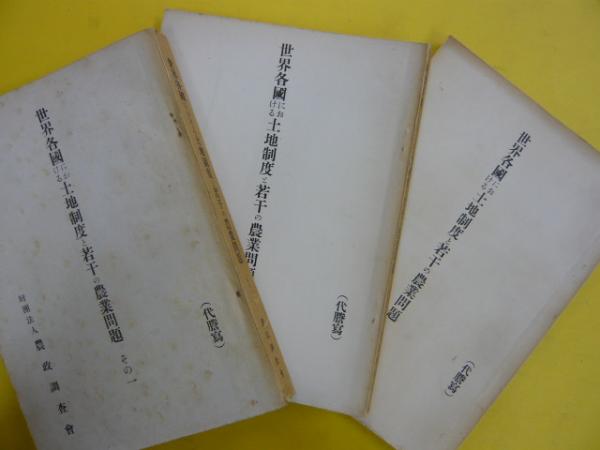 世界各國における土地制度と若干の農業問題 その一
(代謄寫)
財團法人 農政調査會
世界各國における土地制度と若干の農業問
(代謄寫)
世界各國における土地制度と若干の農業問題
(代謄寫)